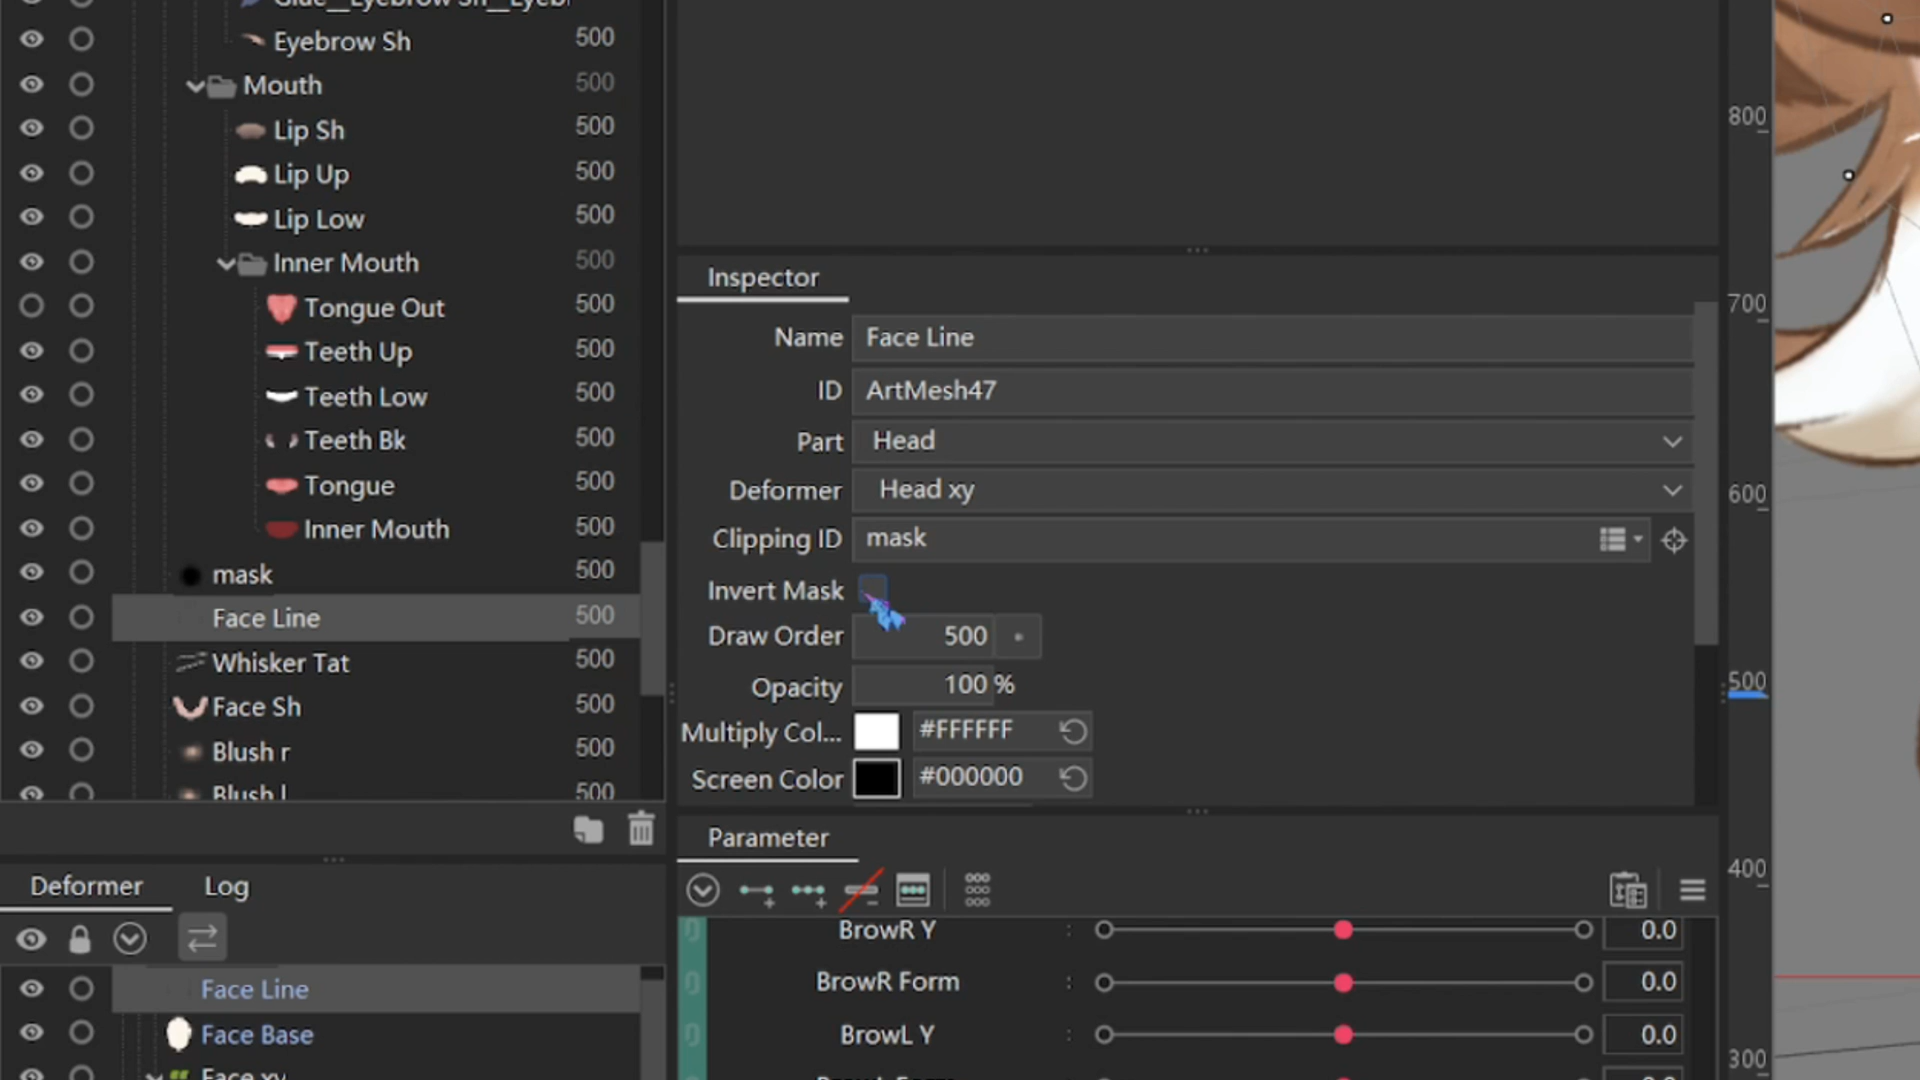 Eyebrow Sh 500
Mouth 500
Lip Sh 500
Lip Up 500
Lip Low 500
Inner Mouth 500
Tongue Out 500
Teeth Up 500
Teeth Low 500
Teeth Bk 500
Tongue 500
Inner Mouth 500
mask 500
Face Line 500
Whisker Tat 500
Face Sh 500
Blush r 500
Blush l 500
Deformer Log
Face Line
Face Base
Face xy
Inspector
Name Face Line
ID ArtMesh47
Part Head
Deformer Head xy
Clipping ID mask
Invert Mask
Draw Order 500
Opacity 100 %
Multiply Col... #FFFFFF
Screen Color #000000
Parameter
BrowR Y : 0.0
BrowR Form : 0.0
BrowL Y : 0.0
800
700
600
500
400
300